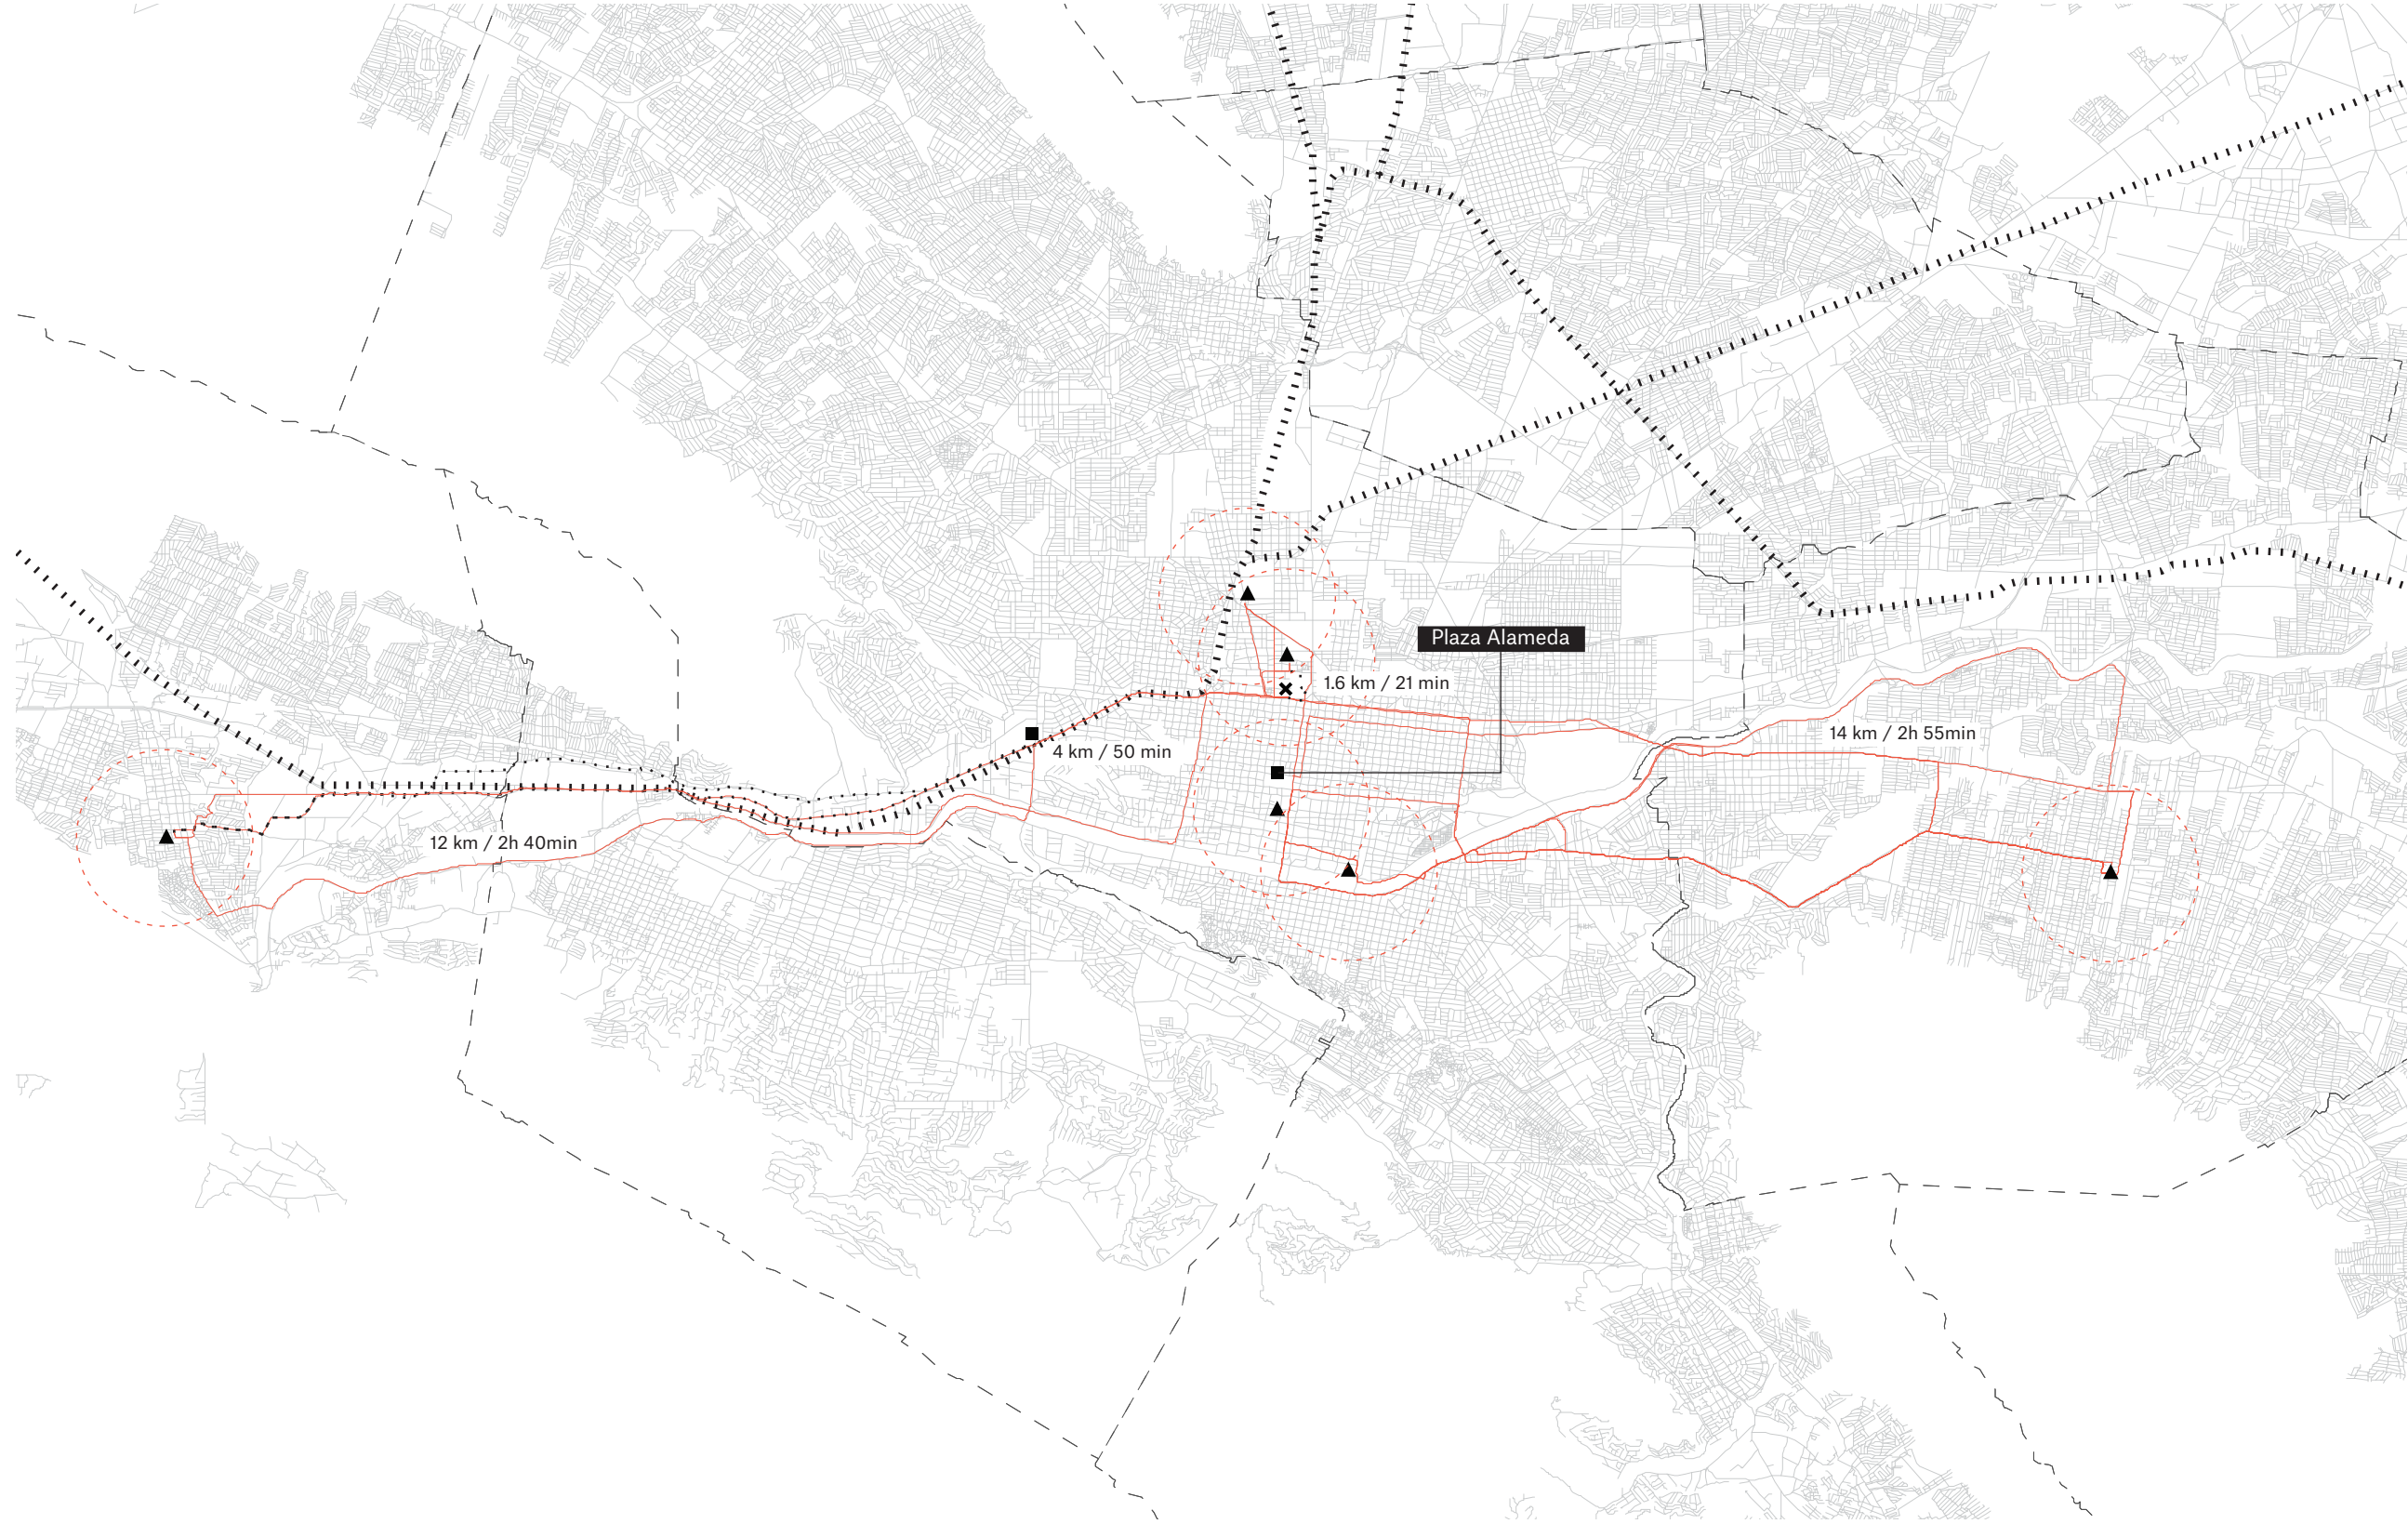 Plaza Alameda
1.6 km / 21 min
14 km / 2h 55min
4 km / 50 min
12 km / 2h 40min